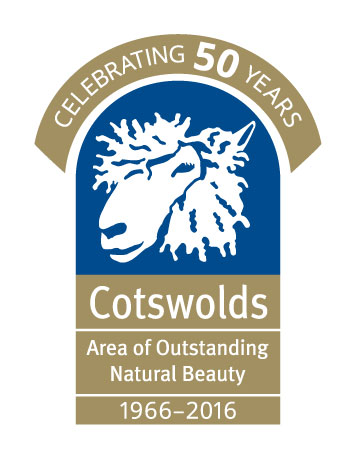 CELEBRATING 50 YEARS
Cotswolds
Area of Outstanding
Natural Beauty
1966–2016